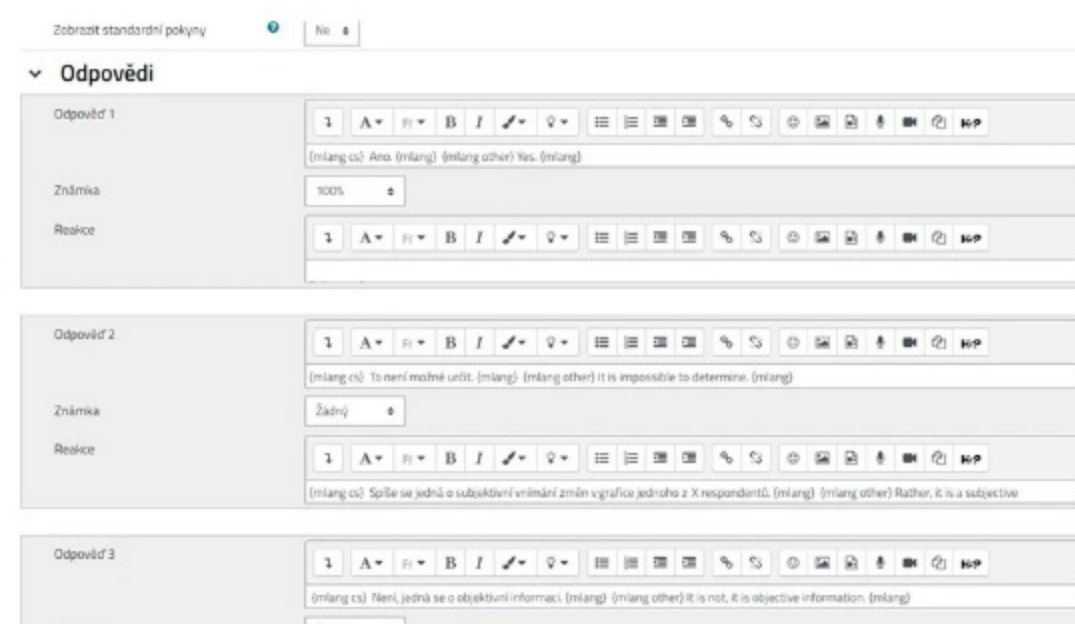 Zobrazit standardní pokyny
Ne
Odpovědi
Odpověď 1
{mlang cs} Ano. {mlang} {mlang other} Yes. {mlang}
Známka
100%
Reakce
Odpověď 2
{mlang cs} To není možné určit. {mlang} {mlang other} It is impossible to determine. {mlang}
Známka
Žádný
Reakce
{mlang cs} Spíše se jedná o subjektivní vnímání změn v grafice jednoho z X respondentů. {mlang} {mlang other} Rather, it is a subjective
Odpověď 3
{mlang cs} Není, jedná se o objektivní informaci. {mlang} {mlang other} It is not, it is objective information. {mlang}